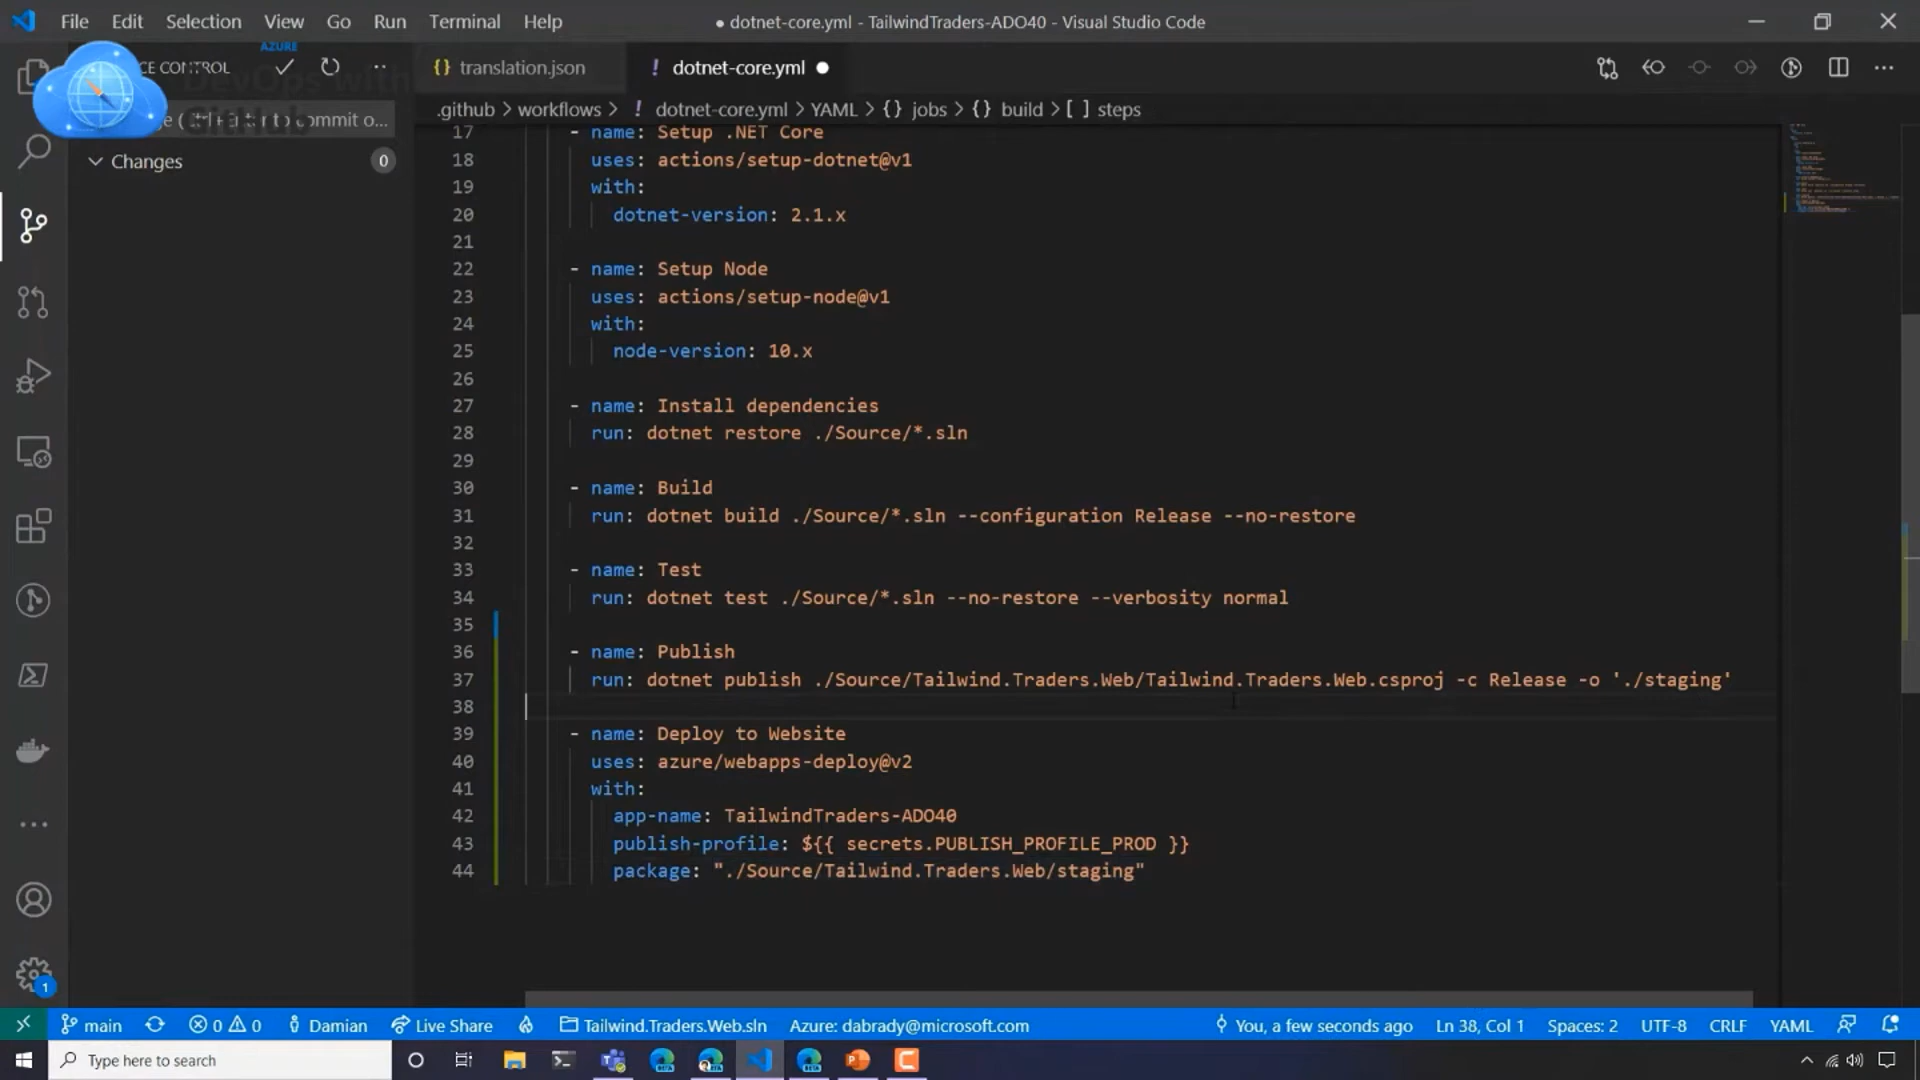 File Edit Selection View Go Run Terminal Help
● dotnet-core.yml - TailwindTraders-ADO40 - Visual Studio Code
AZURE
DevOps with
GitHub
CE CONTROL
translation.json
dotnet-core.yml
.github > workflows > ! dotnet-core.yml > YAML > {} jobs > {} build > [ ] steps
to commit o...
Changes 0
17 - name: Setup .NET Core
18 uses: actions/setup-dotnet@v1
19 with:
20 dotnet-version: 2.1.x
21
22 - name: Setup Node
23 uses: actions/setup-node@v1
24 with:
25 node-version: 10.x
26
27 - name: Install dependencies
28 run: dotnet restore ./Source/*.sln
29
30 - name: Build
31 run: dotnet build ./Source/*.sln --configuration Release --no-restore
32
33 - name: Test
34 run: dotnet test ./Source/*.sln --no-restore --verbosity normal
35
36 - name: Publish
37 run: dotnet publish ./Source/Tailwind.Traders.Web/Tailwind.Traders.Web.csproj -c Release -o './staging'
38
39 - name: Deploy to Website
40 uses: azure/webapps-deploy@v2
41 with:
42 app-name: TailwindTraders-ADO40
43 publish-profile: ${{ secrets.PUBLISH_PROFILE_PROD }}
44 package: "./Source/Tailwind.Traders.Web/staging"
1
main 0 0 Damian Live Share Tailwind.Traders.Web.sln Azure: dabrady@microsoft.com You, a few seconds ago Ln 38, Col 1 Spaces: 2 UTF-8 CRLF YAML
Type here to search